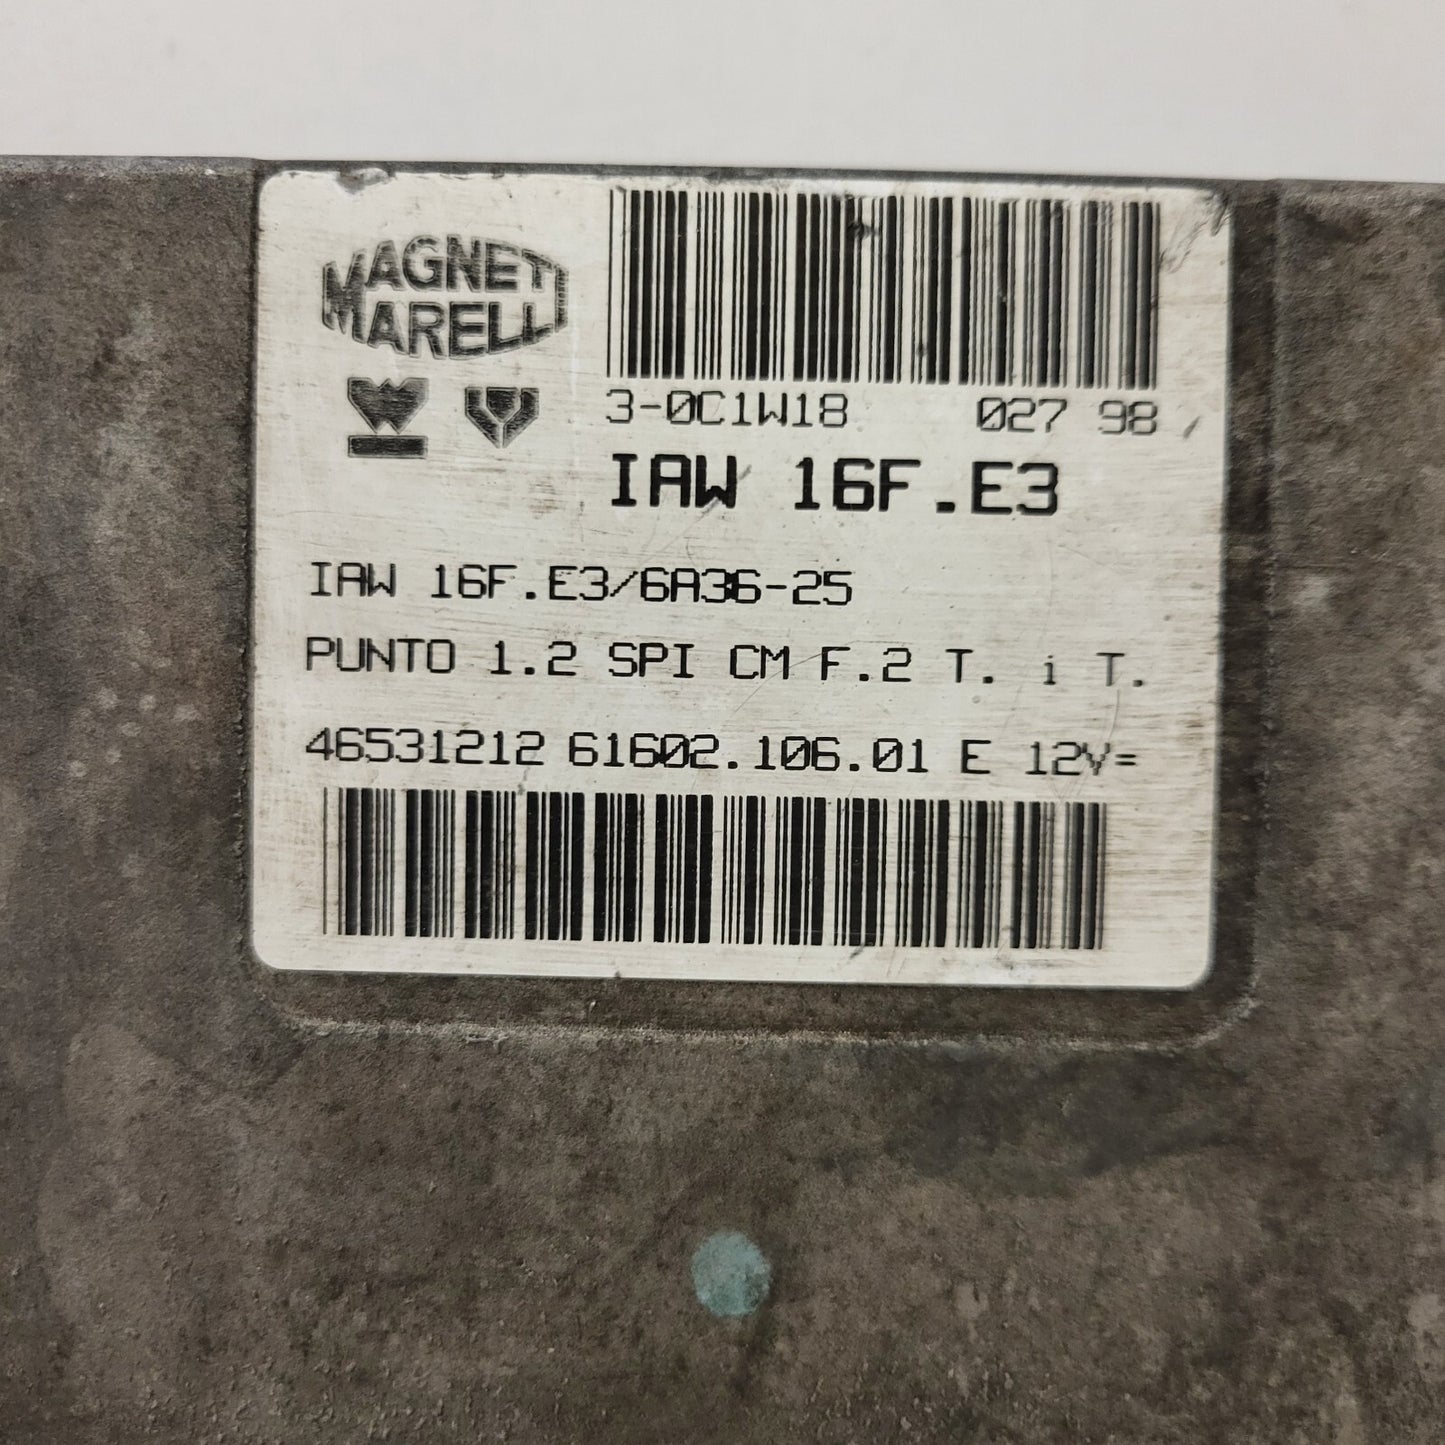 MAGNETI
MARELLI
3-0C1W18 027 98
IAW 16F.E3
IAW 16F.E3/6A36-25
PUNTO 1.2 SPI CM F.2 T. i T.
46531212 61602.106.01 E 12V=